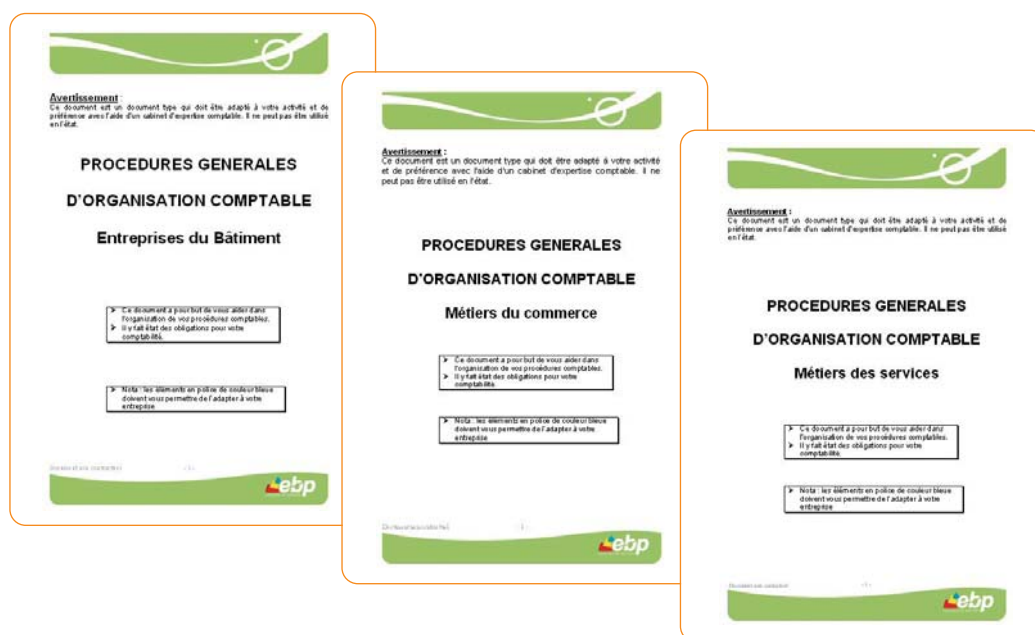 Avertissement :
Ce document est un document type qui doit être adapté à votre activité et de
préférence avec l'aide d'un cabinet d'expertise comptable. Il ne peut pas être utilisé
en l'état.
PROCEDURES GENERALES
D'ORGANISATION COMPTABLE
Entreprises du Bâtiment
➤ Ce document a pour but de vous aider dans
l'organisation de vos procédures comptables.
➤ Il y fait état des obligations pour votre
comptabilité.
➤ Nota : les éléments en police de couleur bleue
doivent vous permettre de l'adapter à votre
entreprise
- 1 -
ebp
Avertissement :
Ce document est un document type qui doit être adapté à votre activité
et de préférence avec l'aide d'un cabinet d'expertise comptable. Il ne
peut pas être utilisé en l'état.
PROCEDURES GENERALES
D'ORGANISATION COMPTABLE
Métiers du commerce
➤ Ce document a pour but de vous aider dans
l'organisation de vos procédures comptables.
➤ Il y fait état des obligations pour votre
comptabilité.
➤ Nota : les éléments en police de couleur bleue
doivent vous permettre de l'adapter à votre
entreprise
ebp
Avertissement :
Ce document est un document type qui doit être adapté à votre activité et de
préférence avec l'aide d'un cabinet d'expertise comptable. Il ne peut pas être utilisé
en l'état.
PROCEDURES GENERALES
D'ORGANISATION COMPTABLE
Métiers des services
➤ Ce document a pour but de vous aider dans
l'organisation de vos procédures comptables.
➤ Il y fait état des obligations pour votre
comptabilité.
➤ Nota : les éléments en police de couleur bleue
doivent vous permettre de l'adapter à votre
entreprise
ebp